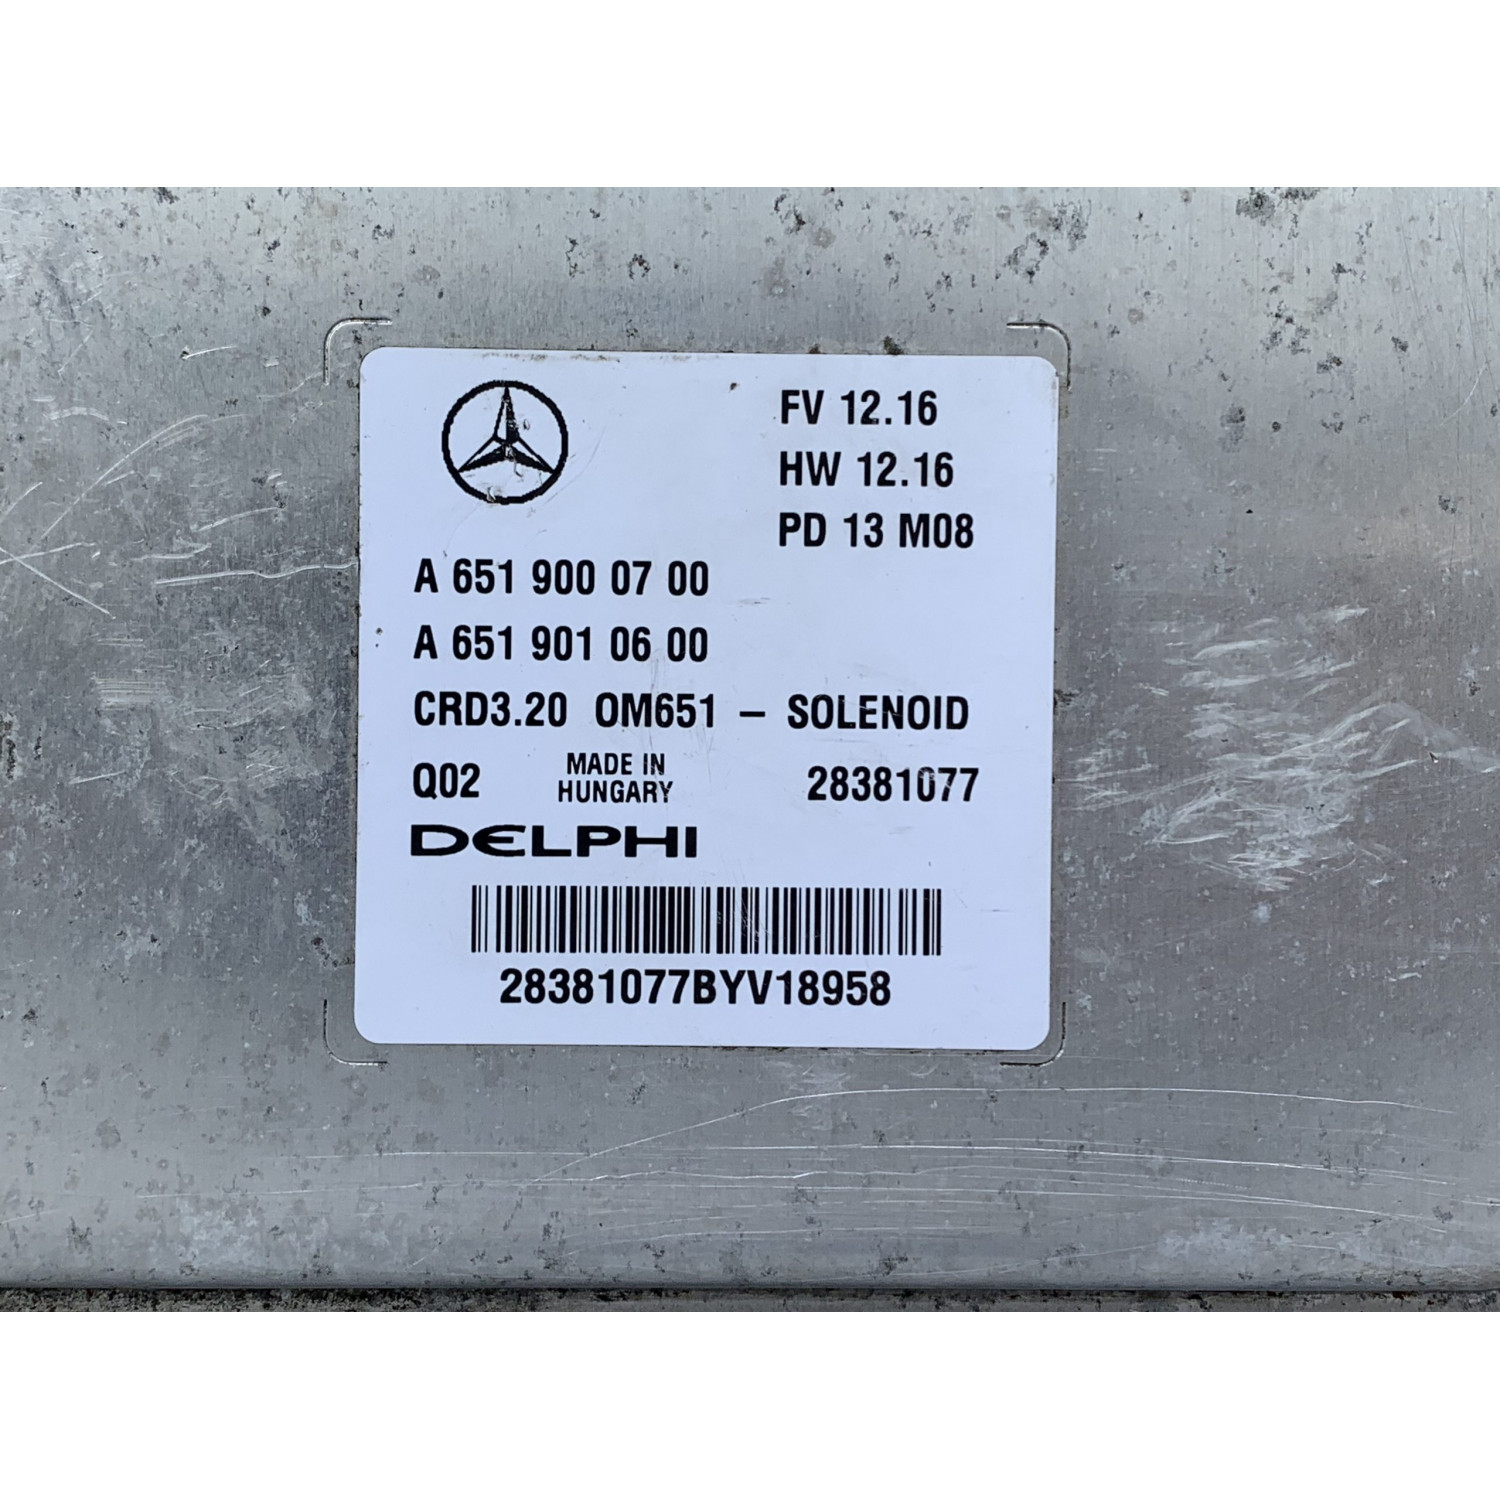 FV 12.16
HW 12.16
PD 13 M08
A 651 900 07 00
A 651 901 06 00
CRD3.20 OM651 – SOLENOID
Q02 MADE IN HUNGARY 28381077
DELPHI
28381077BYV18958